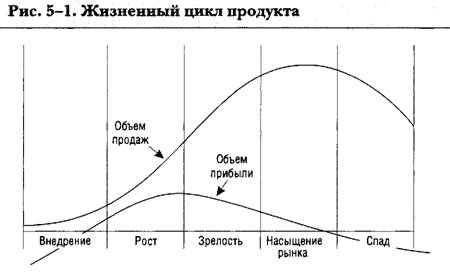 Рис. 5–1. Жизненный цикл продукта
Объем
продаж
Объем
прибыли
Внедрение
Рост
Зрелость
Насыщение
рынка
Спад